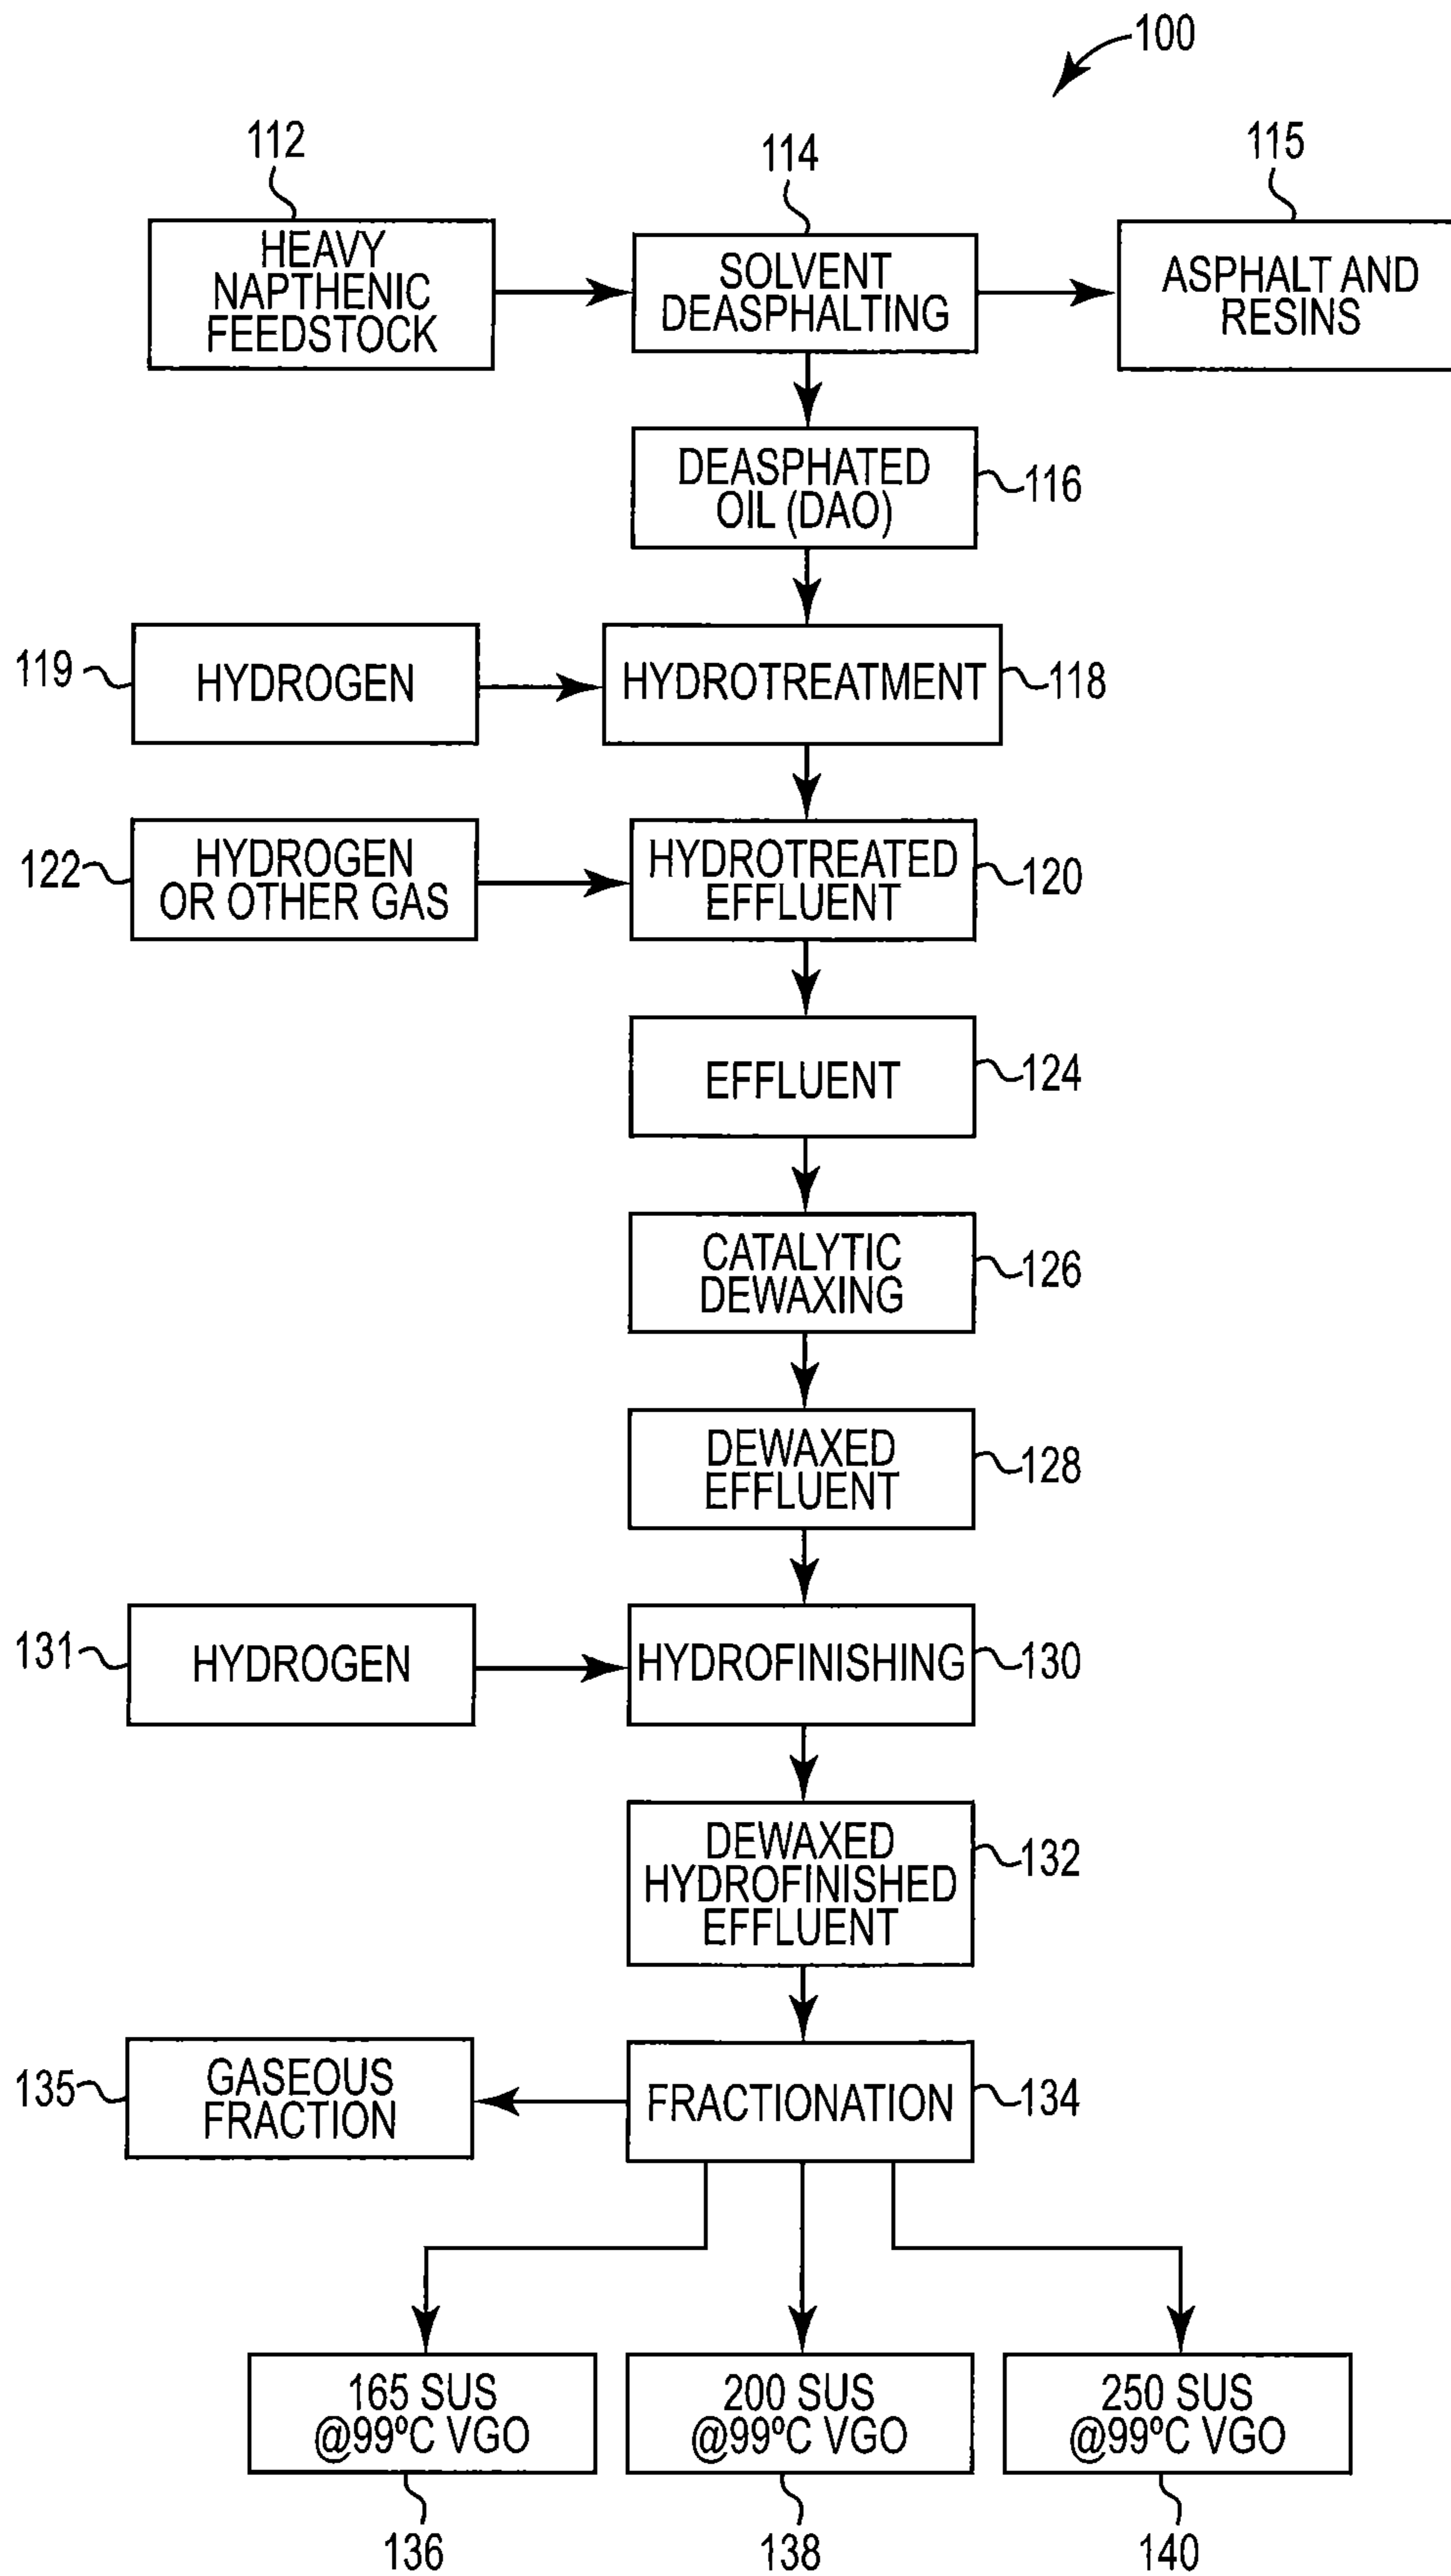 100
112
114
115
HEAVY
NAPTHENIC
FEEDSTOCK
SOLVENT
DEASPHALTING
ASPHALT AND
RESINS
DEASPHATED
OIL (DAO)
116
119
HYDROGEN
HYDROTREATMENT
118
122
HYDROGEN
OR OTHER GAS
HYDROTREATED
EFFLUENT
120
EFFLUENT
124
CATALYTIC
DEWAXING
126
DEWAXED
EFFLUENT
128
131
HYDROGEN
HYDROFINISHING
130
DEWAXED
HYDROFINISHED
EFFLUENT
132
135
GASEOUS
FRACTION
FRACTIONATION
134
165 SUS
@99ºC VGO
200 SUS
@99ºC VGO
250 SUS
@99ºC VGO
136
138
140